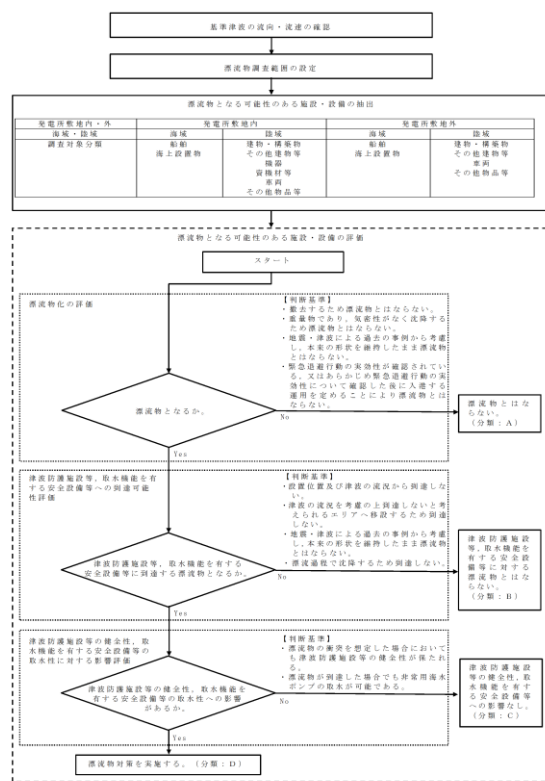 基準津波の流向・流速の確認
漂流物調査範囲の設定
漂流物となる可能性のある施設・設備の抽出
発電所敷地内・外
発電所敷地内
発電所敷地外
海域・陸域
海域
陸域
海域
陸域
調査対象分類
船舶
海上設置物
建物・構築物
その他建物等
機器
資機材等
車両
その他物品等
船舶
海上設置物
建物・構築物
その他建物等
車両
その他物品等
漂流物となる可能性のある施設・設備の評価
スタート
漂流物化の評価
【判断基準】
・撤去するため漂流物とはならない。
・重量物であり，気密性がなく沈降する
ため漂流物とはならない。
・地震・津波による過去の事例から考慮
し，本来の形状を維持したまま漂流物
とはならない。
・緊急退避行動の実効性が確認されてい
る，又はあらかじめ緊急退避行動の実
効性について確認した後に入港する
運用を定めることにより漂流物とは
ならない。
漂流物となるか。
No
漂流物とはな
らない。
（分類：A）
Yes
津波防護施設等，取水機能を有
する安全設備等への到達可能
性評価
【判断基準】
・設置位置及び津波の流況から到達しない。
・津波の流況を考慮の上到達しないと考
えられるエリアへ移設するため到達
しない。
・地震・津波による過去の事例から考慮
し，本来の形状を維持したまま漂流物
とはならない。
・漂流過程で沈降するため到達しない。
津波防護施設等，取水機能を有する
安全設備等に到達する漂流物となるか。
No
津波防護施設
等，取水機能を
有する安全設
備等に対する
漂流物とはな
らない。
（分類：B）
Yes
津波防護施設等の健全性，取
水機能を有する安全設備等の
取水性に対する影響評価
【判断基準】
・漂流物の衝突を想定した場合において
も津波防護施設等の健全性が保たれ
る。
・漂流物が到達した場合でも非常用海水
ポンプの取水が可能である。
津波防護施設等の健全性，取水機能を
有する安全設備等の取水性への影響
があるか。
No
津波防護施設
等の健全性，取
水機能を有す
る安全設備等
への影響なし。
（分類：C）
Yes
漂流物対策を実施する。（分類：D）